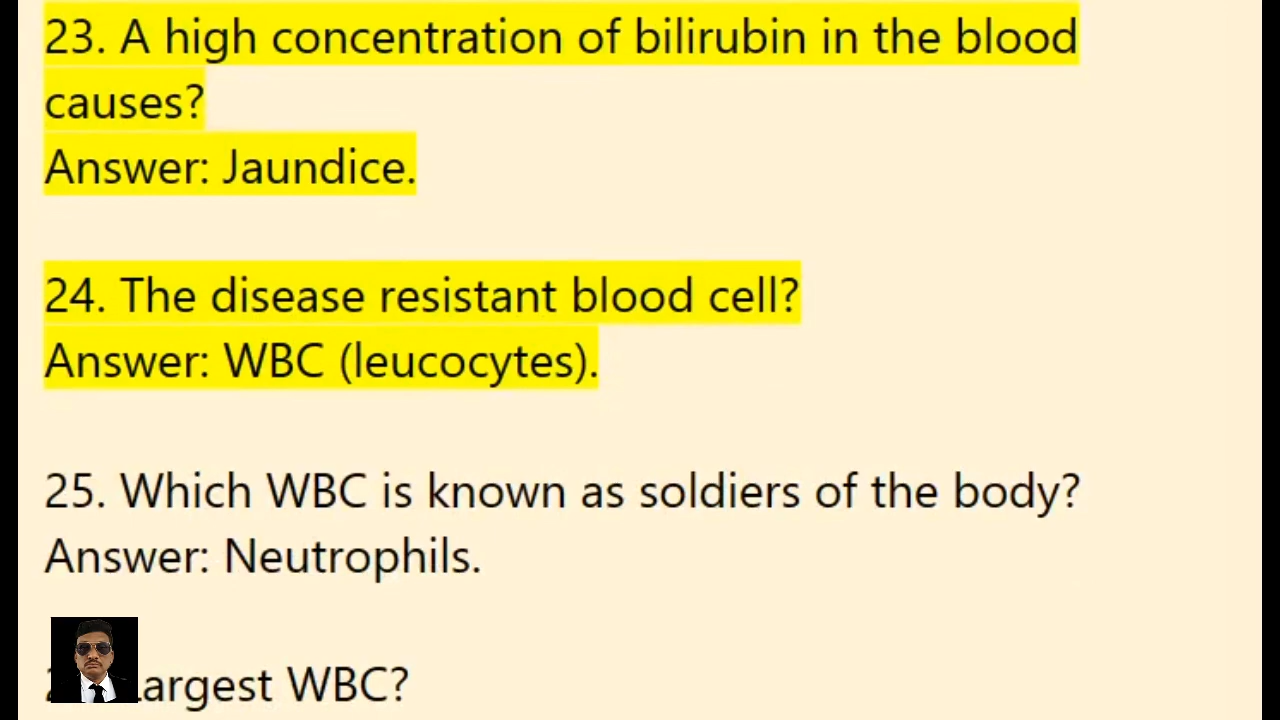 23. A high concentration of bilirubin in the blood
causes?
Answer: Jaundice.
24. The disease resistant blood cell?
Answer: WBC (leucocytes).
25. Which WBC is known as soldiers of the body?
Answer: Neutrophils.
WBC?